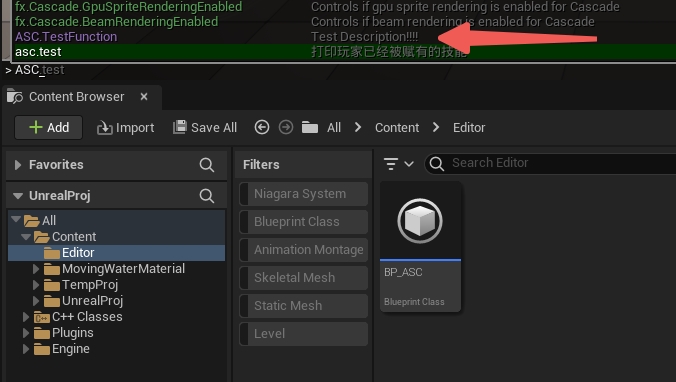 fx.Cascade.GpuSpriteRenderingEnabled Controls if gpu sprite rendering is enabled for Cascade
fx.Cascade.BeamRenderingEnabled Controls if beam rendering is enabled for Cascade
ASC.TestFunction Test Description!!!!
asc.test 打印玩家已经被赋有的技能
> ASC_test
Content Browser
Add Import Save All All Content Editor
Favorites
UnrealProj
All
Content
Editor
MovingWaterMaterial
TempProj
UnrealProj
C++ Classes
Plugins
Engine
Filters
Niagara System
Blueprint Class
Animation Montage
Skeletal Mesh
Static Mesh
Level
Search Editor
BP_ASC
Blueprint Class